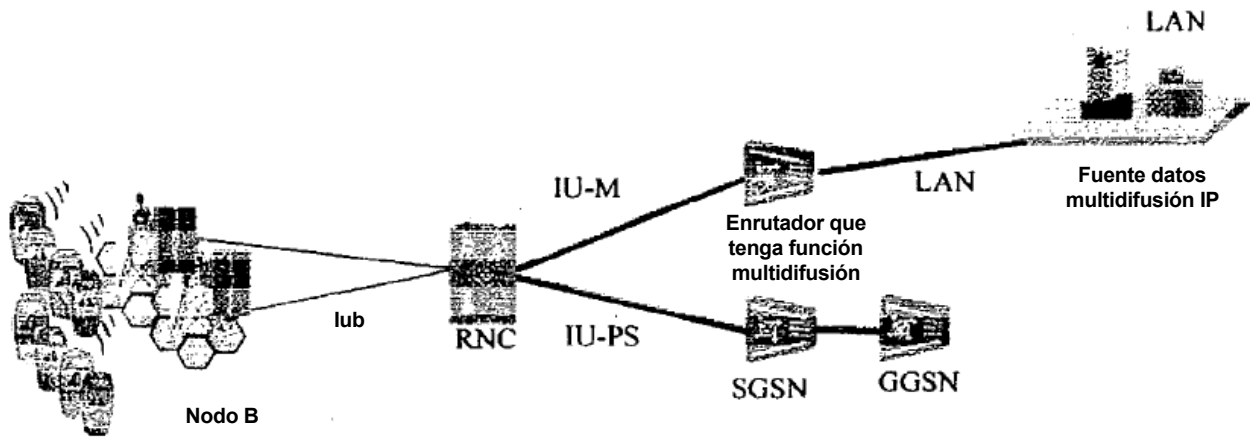 LAN
IU-M
LAN
Fuente datos
multidifusión IP
Enrutador que
tenga función
multidifusión
Iub
RNC
IU-PS
SGSN
GGSN
Nodo B